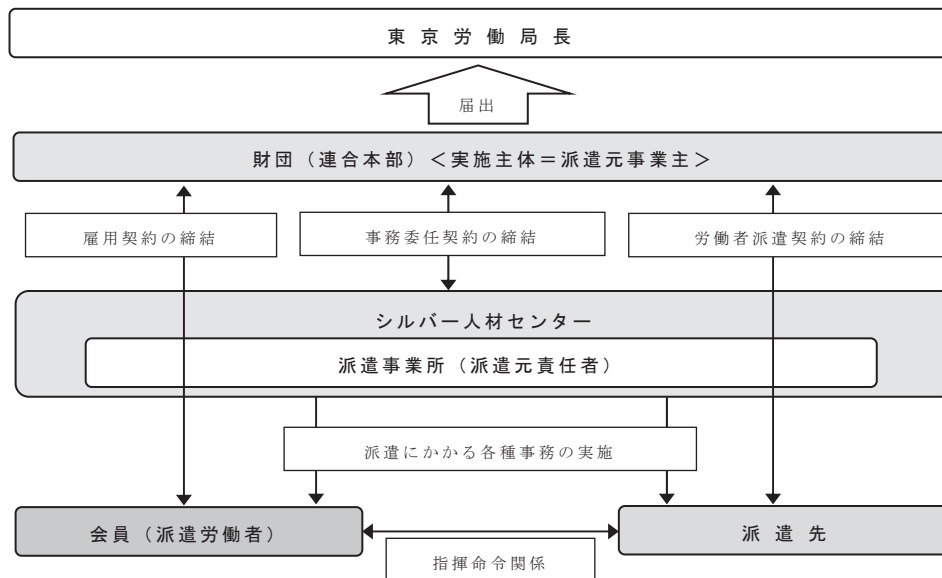 東京労働局長
届出
財団（連合本部）＜実施主体＝派遣元事業主＞
雇用契約の締結
事務委任契約の締結
労働者派遣契約の締結
シルバー人材センター
派遣事業所（派遣元責任者）
派遣にかかる各種事務の実施
会員（派遣労働者）
派遣先
指揮命令関係